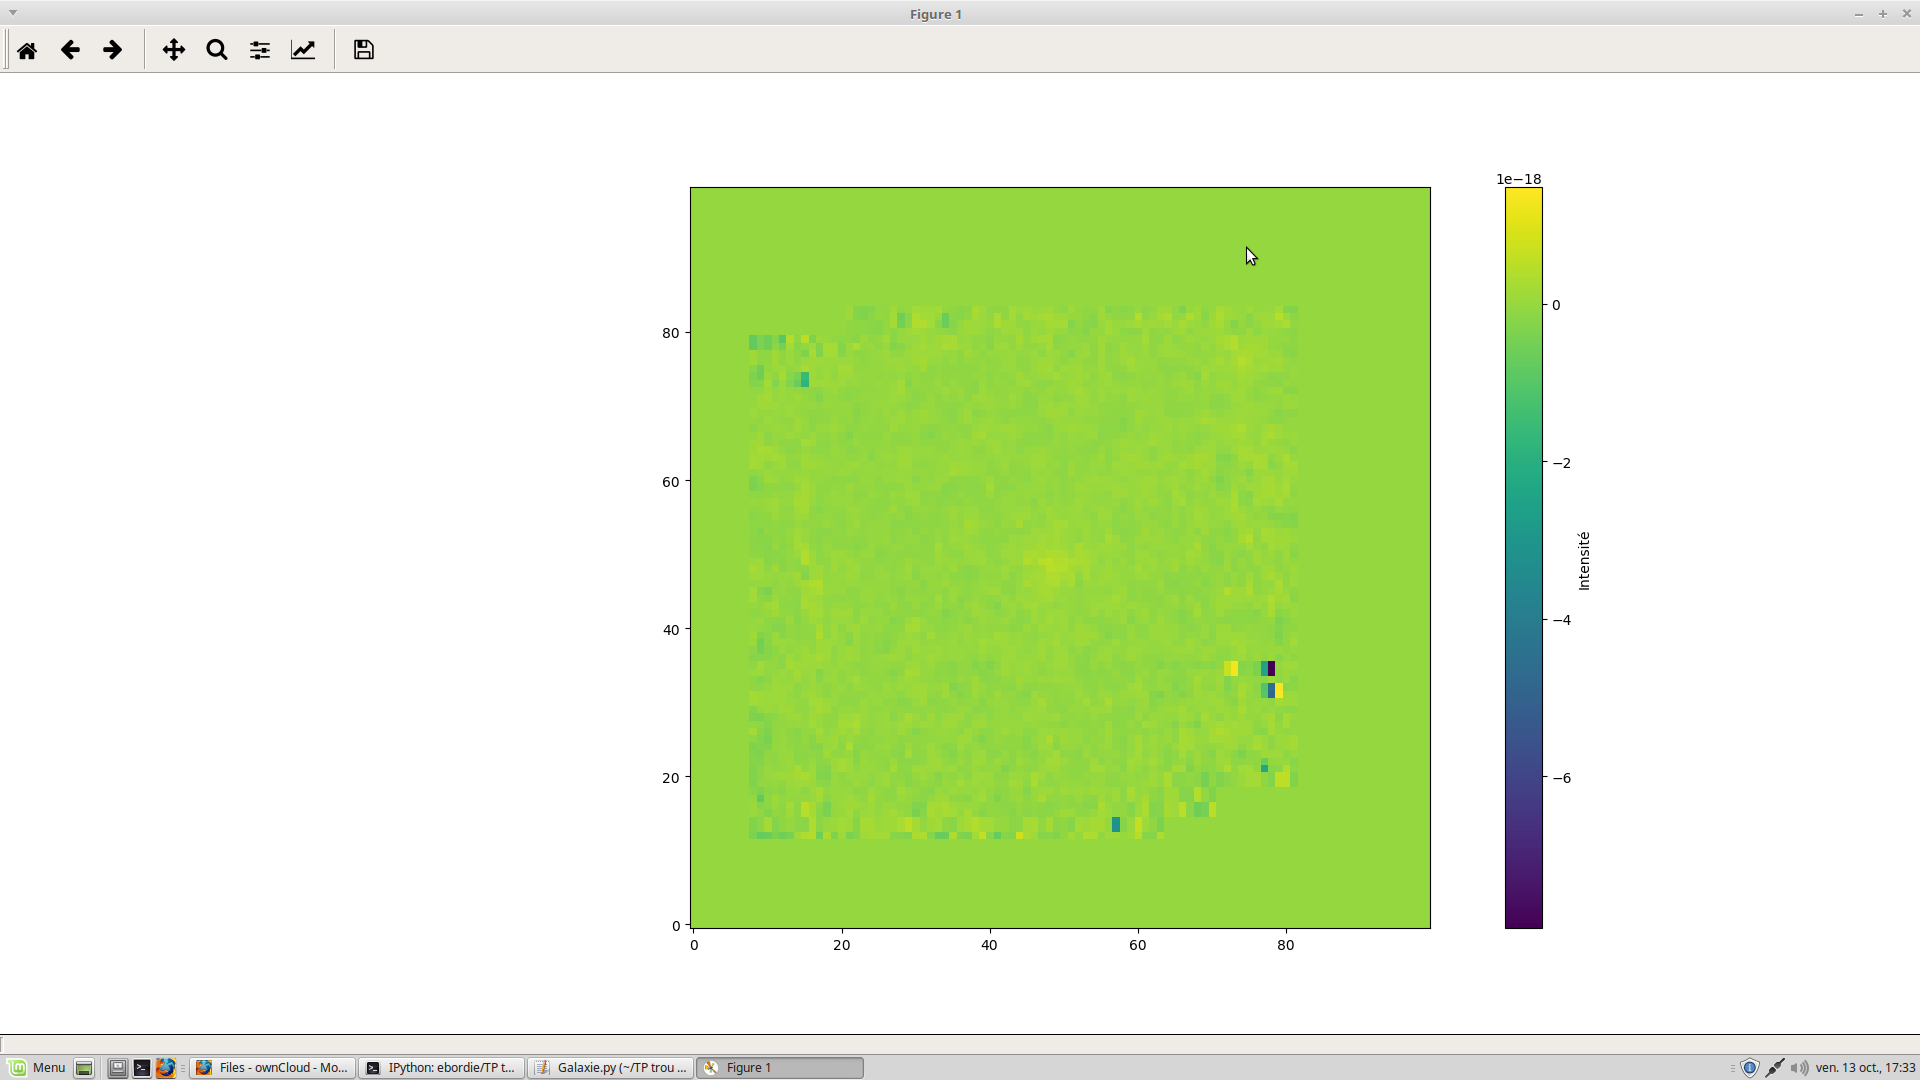 Figure 1
1e−18
80
60
40
20
0
0 20 40 60 80
0
−2
−4
−6
Intensité
Menu
Files - ownCloud - Mo...
IPython: ebordie/TP t...
Galaxie.py (~/TP trou ...
Figure 1
ven. 13 oct., 17:33